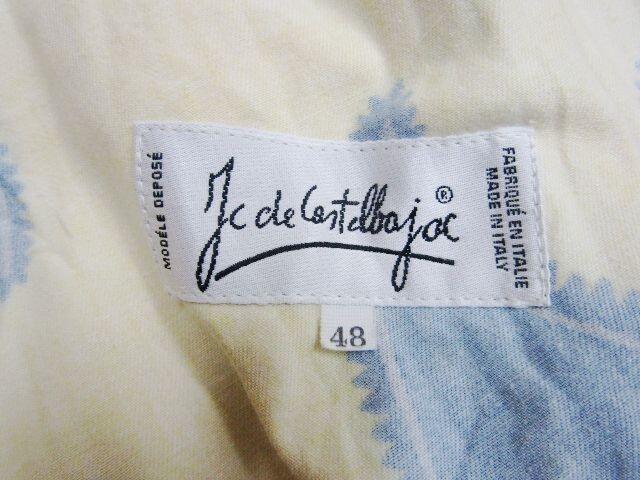 MODÈLE DEPOSÉ
Jc de Castelbajac ®
FABRIQUÉ EN ITALIE
MADE IN ITALY
48